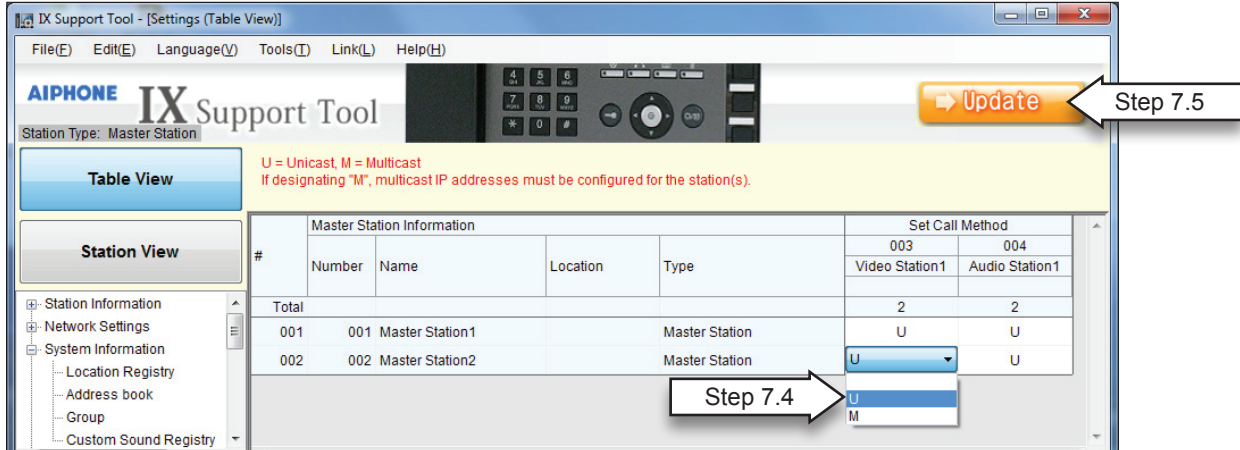 IX Support Tool - [Settings (Table View)]
File(F) Edit(E) Language(V) Tools(T) Link(L) Help(H)
AIPHONE IX Support Tool
Station Type: Master Station
Update
Step 7.5
Table View
U = Unicast, M = Multicast
If designating "M", multicast IP addresses must be configured for the station(s).
Station View
# Master Station Information Set Call Method
003 004
Number Name Location Type Video Station1 Audio Station1
Total 2 2
001 001 Master Station1 Master Station U U
002 002 Master Station2 Master Station U U
U
M
Step 7.4
Station Information
Network Settings
System Information
Location Registry
Address book
Group
Custom Sound Registry